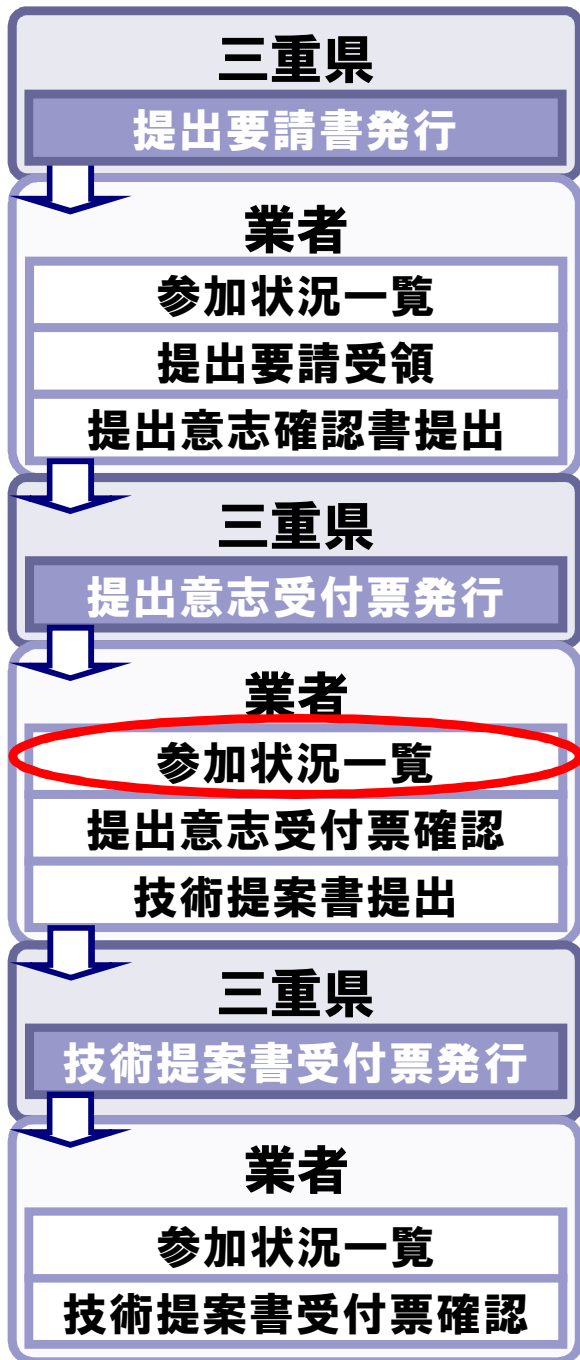 三重県
提出要請書発行
業者
参加状況一覧
提出要請受領
提出意志確認書提出
三重県
提出意志受付票発行
業者
参加状況一覧
提出意志受付票確認
技術提案書提出
三重県
技術提案書受付票発行
業者
参加状況一覧
技術提案書受付票確認